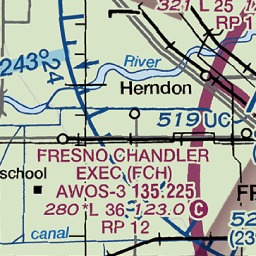 321 L 25
RP 1
River
243°
24
Herndon
519 UC
FRESNO CHANDLER
EXEC (FCH)
school
AWOS-3 135.225
280 *L 36 123.0 C
RP 12
FR
52
(23
canal